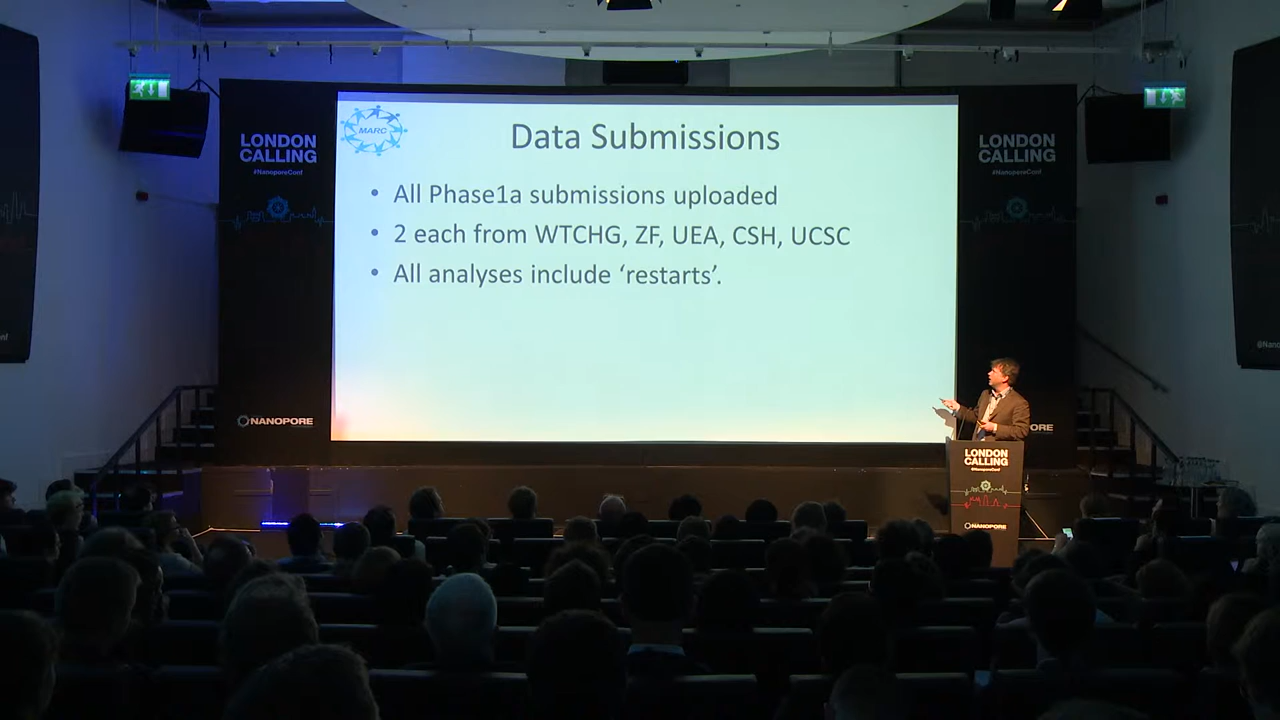 MARC
Data Submissions
• All Phase1a submissions uploaded
• 2 each from WTCHG, ZF, UEA, CSH, UCSC
• All analyses include ‘restarts’.
LONDON
CALLING
#NanoporeConf
NANOPORE
LONDON
CALLING
#NanoporeConf
ORE
LONDON
CALLING
NANOPORE